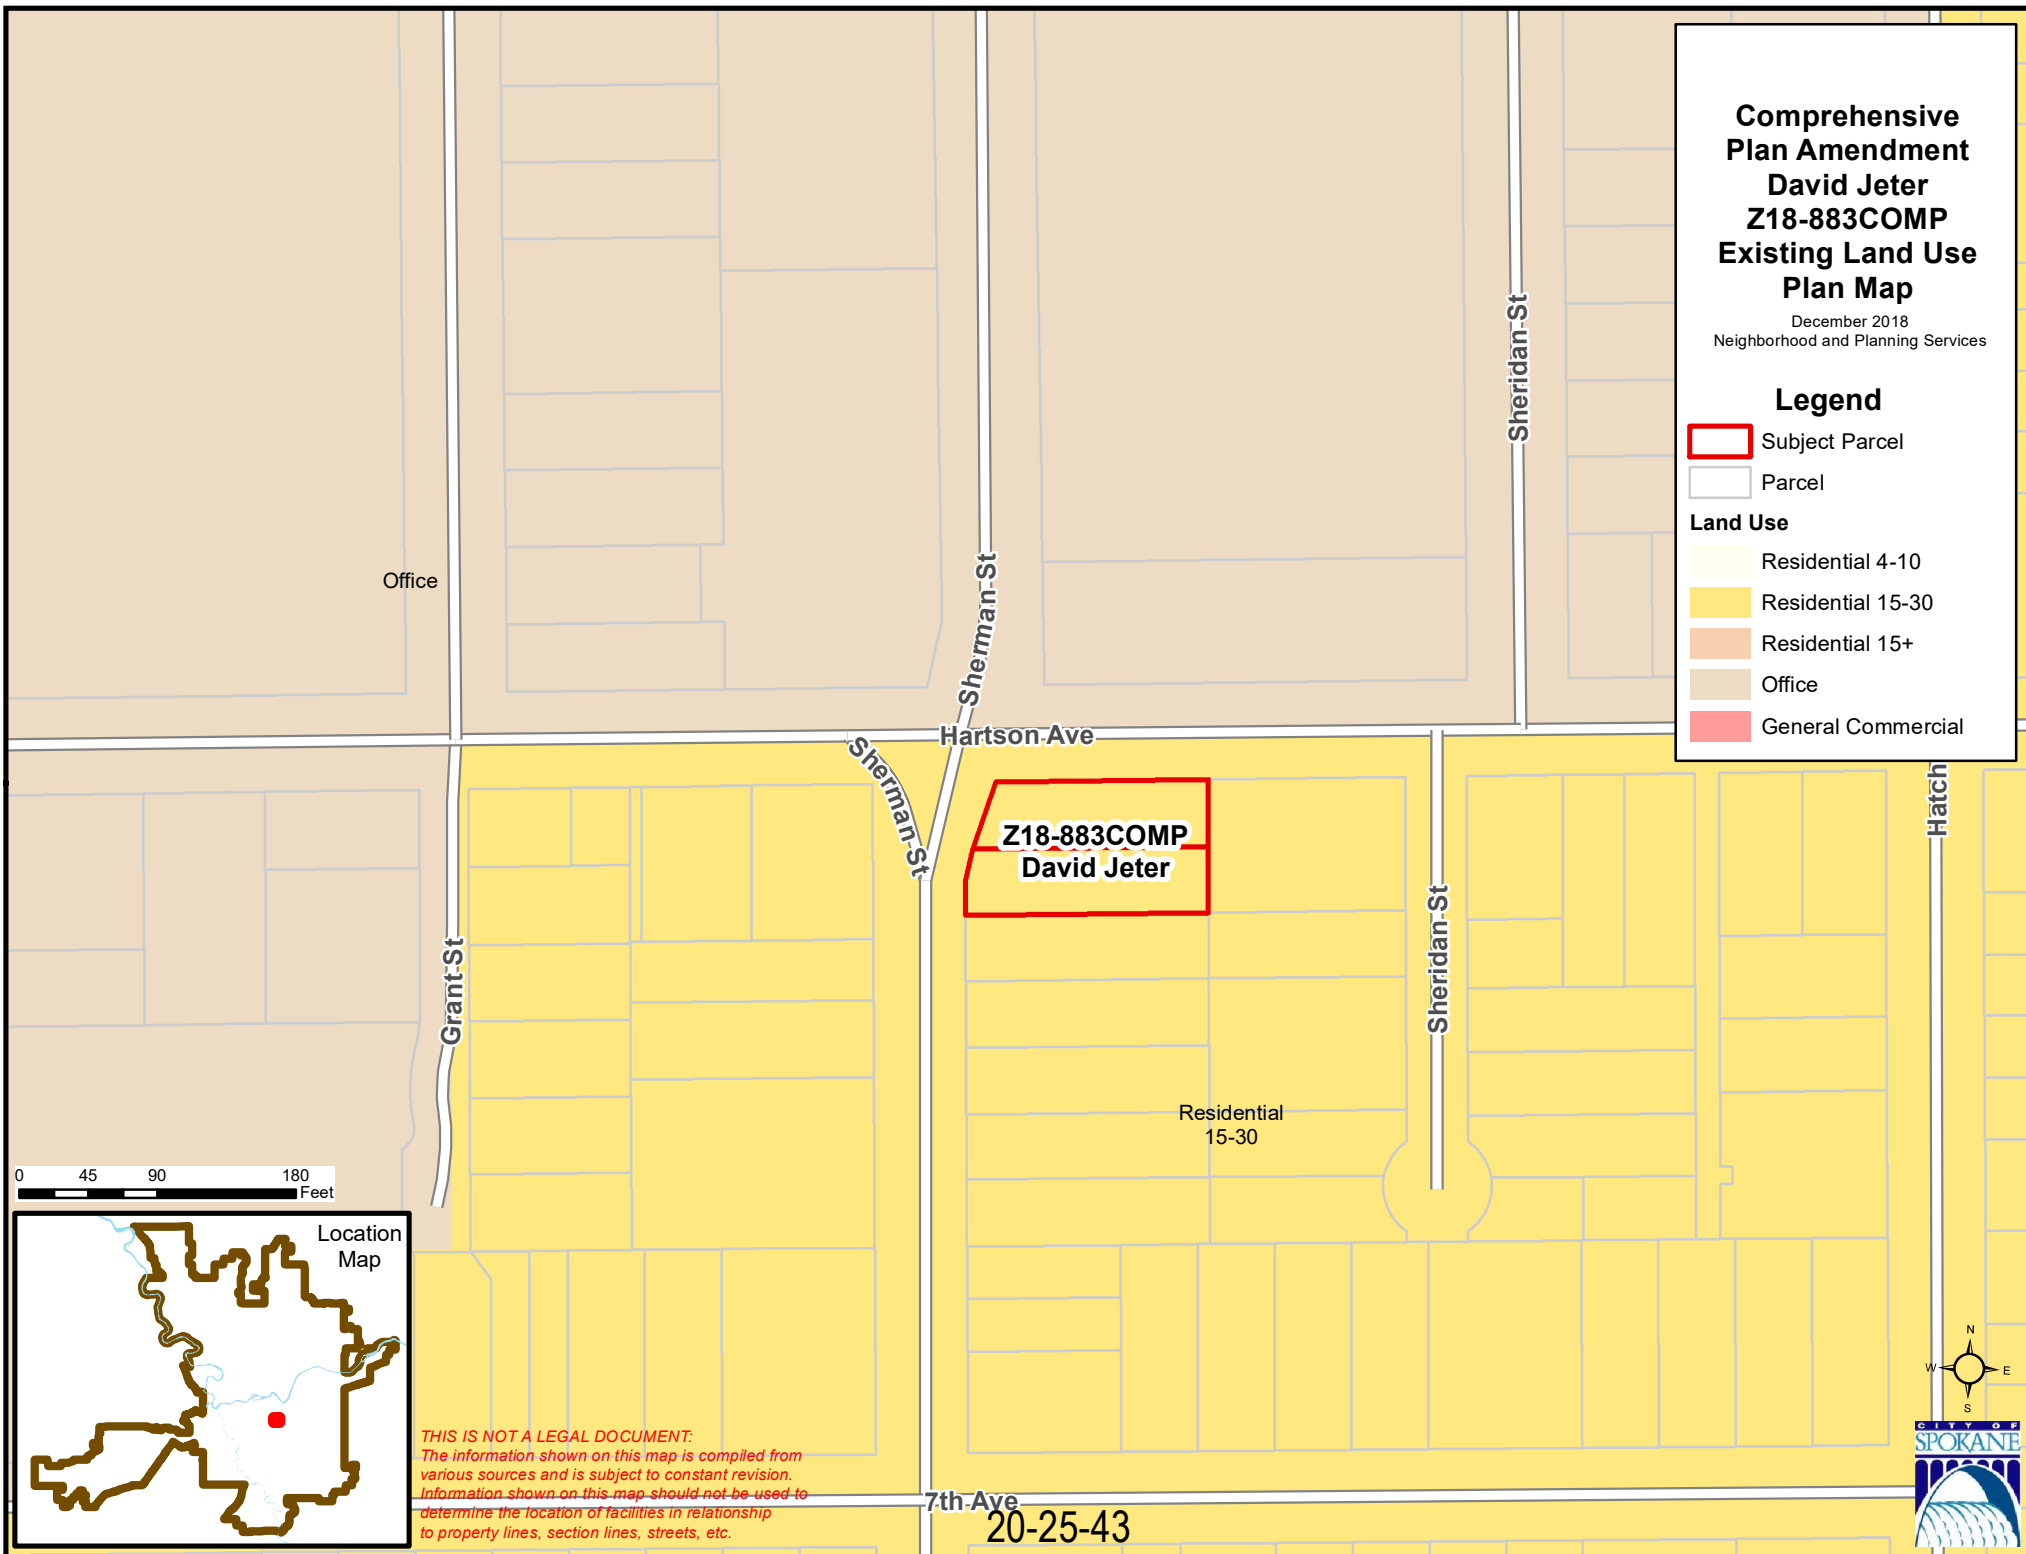 Comprehensive
Plan Amendment
David Jeter
Z18-883COMP
Existing Land Use
Plan Map
December 2018
Neighborhood and Planning Services
Legend
Subject Parcel
Parcel
Land Use
Residential 4-10
Residential 15-30
Residential 15+
Office
General Commercial
Sheridan St
Office
Sherman St
Hartson Ave
Sherman St
Z18-883COMP
David Jeter
Hatch
Grant St
Sheridan St
Residential
15-30
0 45 90 180
Feet
Location
Map
N
W E
S
CITY OF
SPOKANE
THIS IS NOT A LEGAL DOCUMENT:
The information shown on this map is compiled from
various sources and is subject to constant revision.
Information shown on this map should not be used to
determine the location of facilities in relationship
to property lines, section lines, streets, etc.
7th Ave
20-25-43